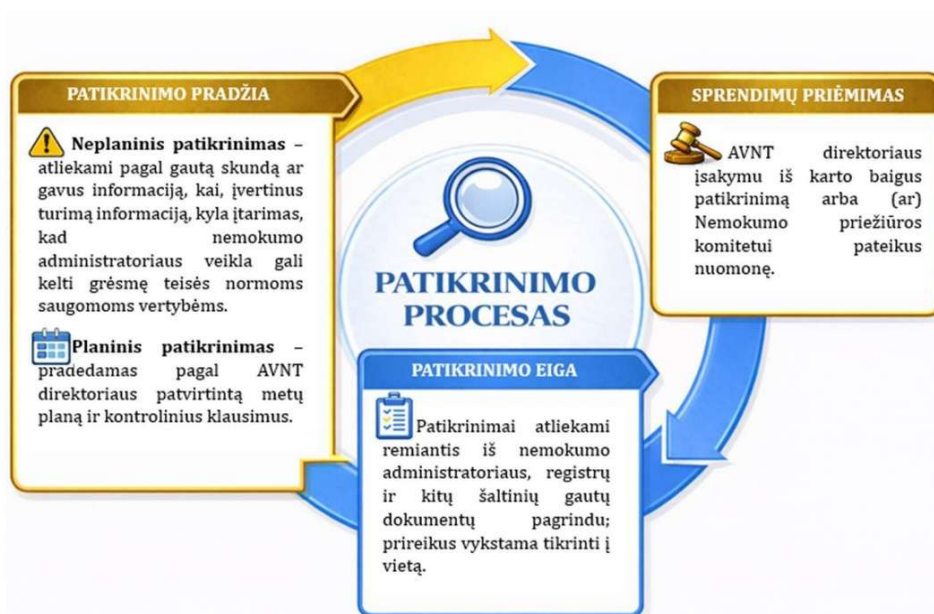 PATIKRINIMO PRADŽIA
Neplaninis patikrinimas –
atliekami pagal gautą skundą ar
gavus informaciją, kai, įvertinus
turimą informaciją, kyla įtarimas,
kad nemokumo
administratoriaus veikla gali
kelti grėsmę teisės normoms
saugomoms vertybėms.
Planinis patikrinimas –
pradedamas pagal AVNT
direktoriaus patvirtintą metų
planą ir kontrolinius klausimus.
PATIKRINIMO
PROCESAS
PATIKRINIMO EIGA
Patikrinimai atliekami
remiantis iš nemokumo
administratoriaus, registrų
ir kitų šaltinių gautų
dokumentų pagrindu;
prireikus vykstama tikrinti į
vietą.
SPRENDIMŲ PRIĖMIMAS
AVNT direktoriaus
įsakymu iš karto baigus
patikrinimą arba (ar)
Nemokumo priežiūros
komitetui pateikus
nuomonę.